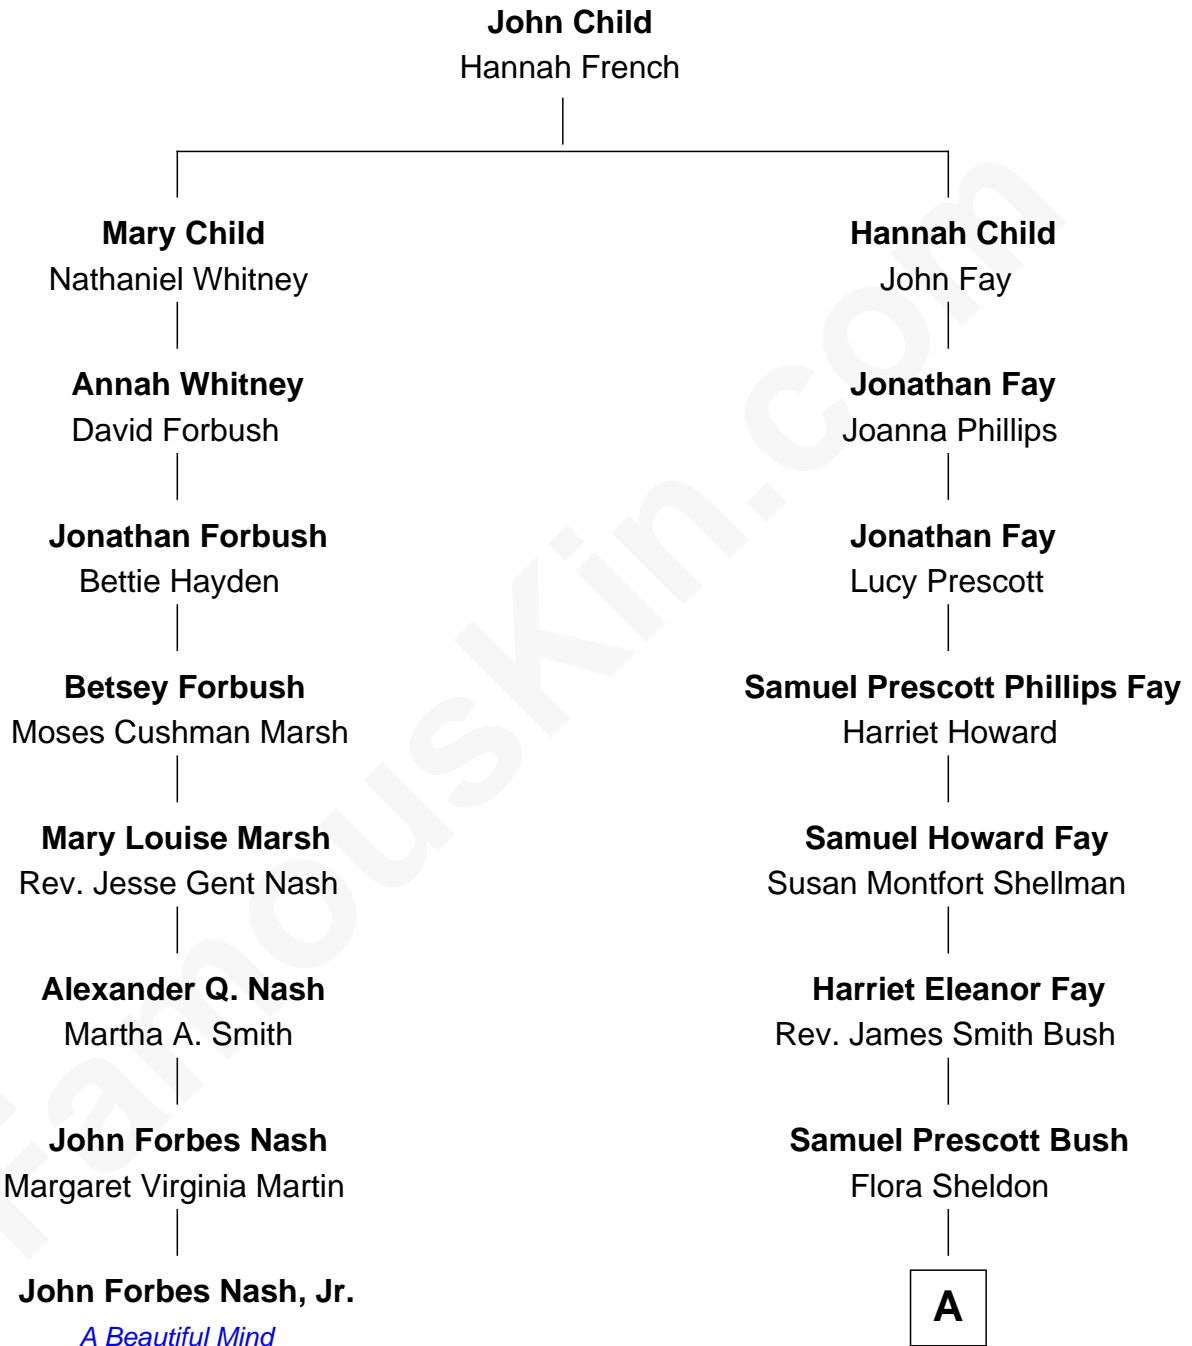 John Child
Hannah French
Mary Child
Nathaniel Whitney
Hannah Child
John Fay
Annah Whitney
David Forbush
Jonathan Fay
Joanna Phillips
Jonathan Forbush
Bettie Hayden
Jonathan Fay
Lucy Prescott
Betsey Forbush
Moses Cushman Marsh
Samuel Prescott Phillips Fay
Harriet Howard
Mary Louise Marsh
Rev. Jesse Gent Nash
Samuel Howard Fay
Susan Montfort Shellman
Alexander Q. Nash
Martha A. Smith
Harriet Eleanor Fay
Rev. James Smith Bush
John Forbes Nash
Margaret Virginia Martin
Samuel Prescott Bush
Flora Sheldon
John Forbes Nash, Jr.
A Beautiful Mind
A
FamousKin.com